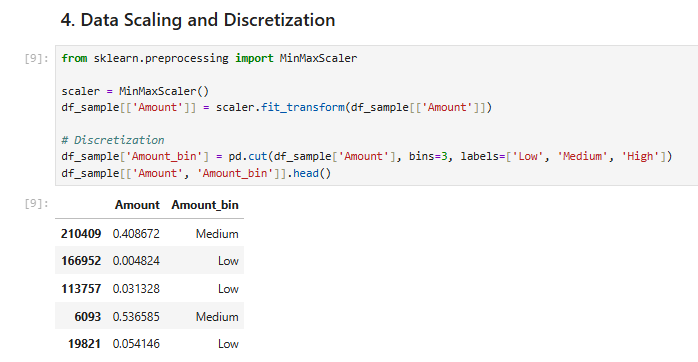 4. Data Scaling and Discretization
[9]: from sklearn.preprocessing import MinMaxScaler
scaler = MinMaxScaler()
df_sample[['Amount']] = scaler.fit_transform(df_sample[['Amount']])
# Discretization
df_sample['Amount_bin'] = pd.cut(df_sample['Amount'], bins=3, labels=['Low', 'Medium', 'High'])
df_sample[['Amount', 'Amount_bin']].head()
[9]: Amount Amount_bin
210409 0.408672 Medium
166952 0.004824 Low
113757 0.031328 Low
6093 0.536585 Medium
19821 0.054146 Low